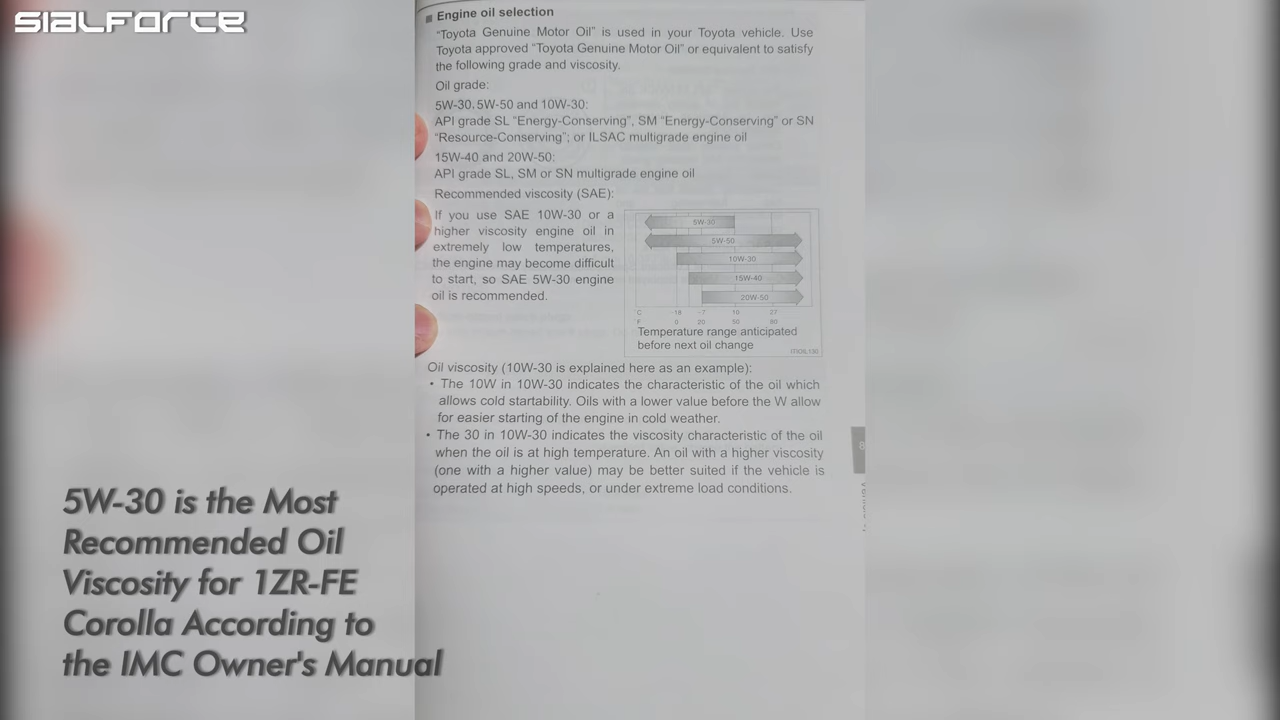 SIALFORCE
Engine oil selection
"Toyota Genuine Motor Oil" is used in your Toyota vehicle. Use
Toyota approved "Toyota Genuine Motor Oil" or equivalent to satisfy
the following grade and viscosity.
Oil grade:
5W-30, 5W-50 and 10W-30:
API grade SL "Energy-Conserving", SM "Energy-Conserving" or SN
"Resource-Conserving"; or ILSAC multigrade engine oil
15W-40 and 20W-50:
API grade SL, SM or SN multigrade engine oil
Recommended viscosity (SAE):
If you use SAE 10W-30 or a
higher viscosity engine oil in
extremely low temperatures,
the engine may become difficult
to start, so SAE 5W-30 engine
oil is recommended.
5W-30
5W-50
10W-30
15W-40
20W-50
C -18 -7 10 27
F 0 20 50 80
Temperature range anticipated
before next oil change
Oil viscosity (10W-30 is explained here as an example):
• The 10W in 10W-30 indicates the characteristic of the oil which
allows cold startability. Oils with a lower value before the W allow
for easier starting of the engine in cold weather.
• The 30 in 10W-30 indicates the viscosity characteristic of the oil
when the oil is at high temperature. An oil with a higher viscosity
(one with a higher value) may be better suited if the vehicle is
operated at high speeds, or under extreme load conditions.
8
5W-30 is the Most
Recommended Oil
Viscosity for 1ZR-FE
Corolla According to
the IMC Owner's Manual